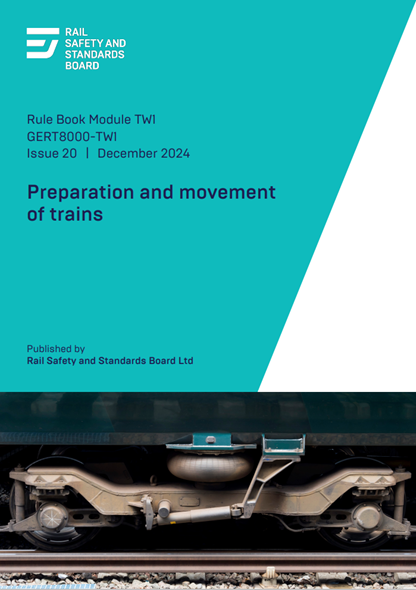 RAIL
SAFETY AND
STANDARDS
BOARD
Rule Book Module TW1
GERT8000-TW1
Issue 20 | December 2024
Preparation and movement
of trains
Published by
Rail Safety and Standards Board Ltd